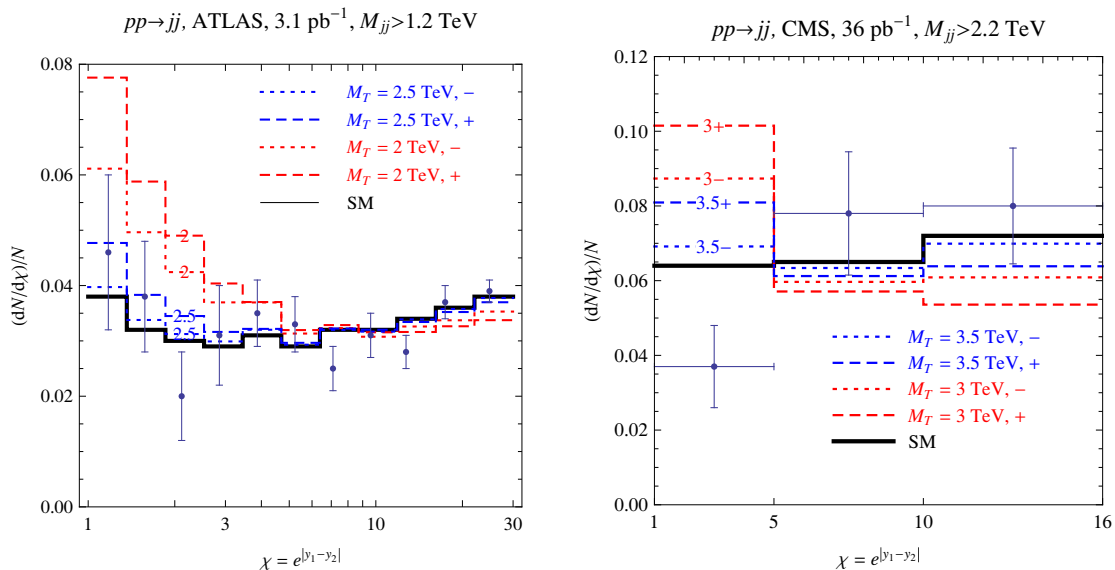 pp→jj, ATLAS, 3.1 pb⁻¹, M_jj>1.2 TeV
0.08
0.06
0.04
0.02
0.00
(dN/dχ)/N
M_T = 2.5 TeV, −
M_T = 2.5 TeV, +
M_T = 2 TeV, −
M_T = 2 TeV, +
SM
2
2
2.5
2.5
1
3
10
30
χ = e^|y₁−y₂|
pp→jj, CMS, 36 pb⁻¹, M_jj>2.2 TeV
0.12
0.10
0.08
0.06
0.04
0.02
0.00
(dN/dχ)/N
3+
3−
3.5+
3.5−
M_T = 3.5 TeV, −
M_T = 3.5 TeV, +
M_T = 3 TeV, −
M_T = 3 TeV, +
SM
1
5
10
16
χ = e^|y₁−y₂|